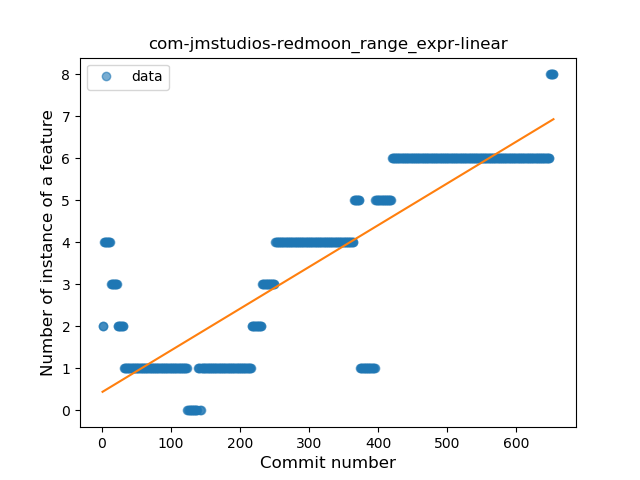 com-jmstudios-redmoon_range_expr-linear
data
Number of instance of a feature
8
7
6
5
4
3
2
1
0
0 100 200 300 400 500 600
Commit number